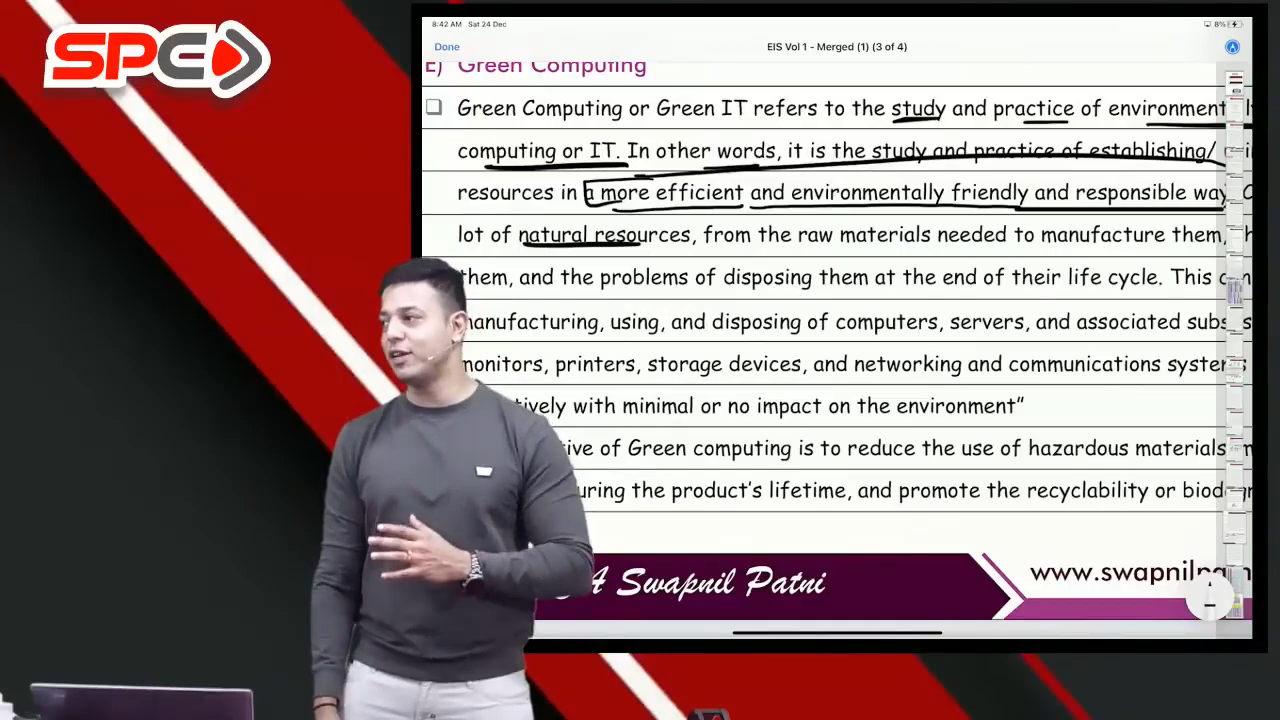 SPC
8:42 AM Sat 24 Dec
8%
Done
EIS Vol 1 - Merged (1) (3 of 4)
E) Green Computing
Green Computing or Green IT refers to the study and practice of environment
computing or IT. In other words, it is the study and practice of establishing/
resources in a more efficient and environmentally friendly and responsible way
lot of natural resources, from the raw materials needed to manufacture them,
them, and the problems of disposing them at the end of their life cycle. This
manufacturing, using, and disposing of computers, servers, and associated subs
monitors, printers, storage devices, and networking and communications systems
tively with minimal or no impact on the environment"
tive of Green computing is to reduce the use of hazardous materials
uring the product's lifetime, and promote the recyclability or biod
A Swapnil Patni
www.swapnilpa